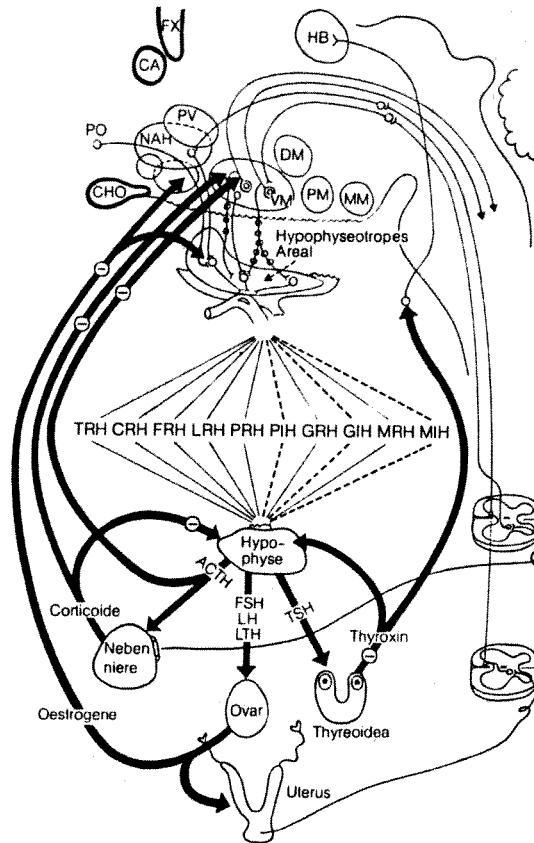 FX
HB
CA
PV
PO
NAH
DM
CHO
VM
PM
MM
Hypophyseotropes
Areal
TRH CRH FRH LRH PRH PIH GRH GIH MRH MIH
Hypo-
physe
ACTH
FSH
LH
LTH
TSH
Corticoide
Thyroxin
Neben
niere
Oestrogene
Ovar
Thyreoidea
Uterus